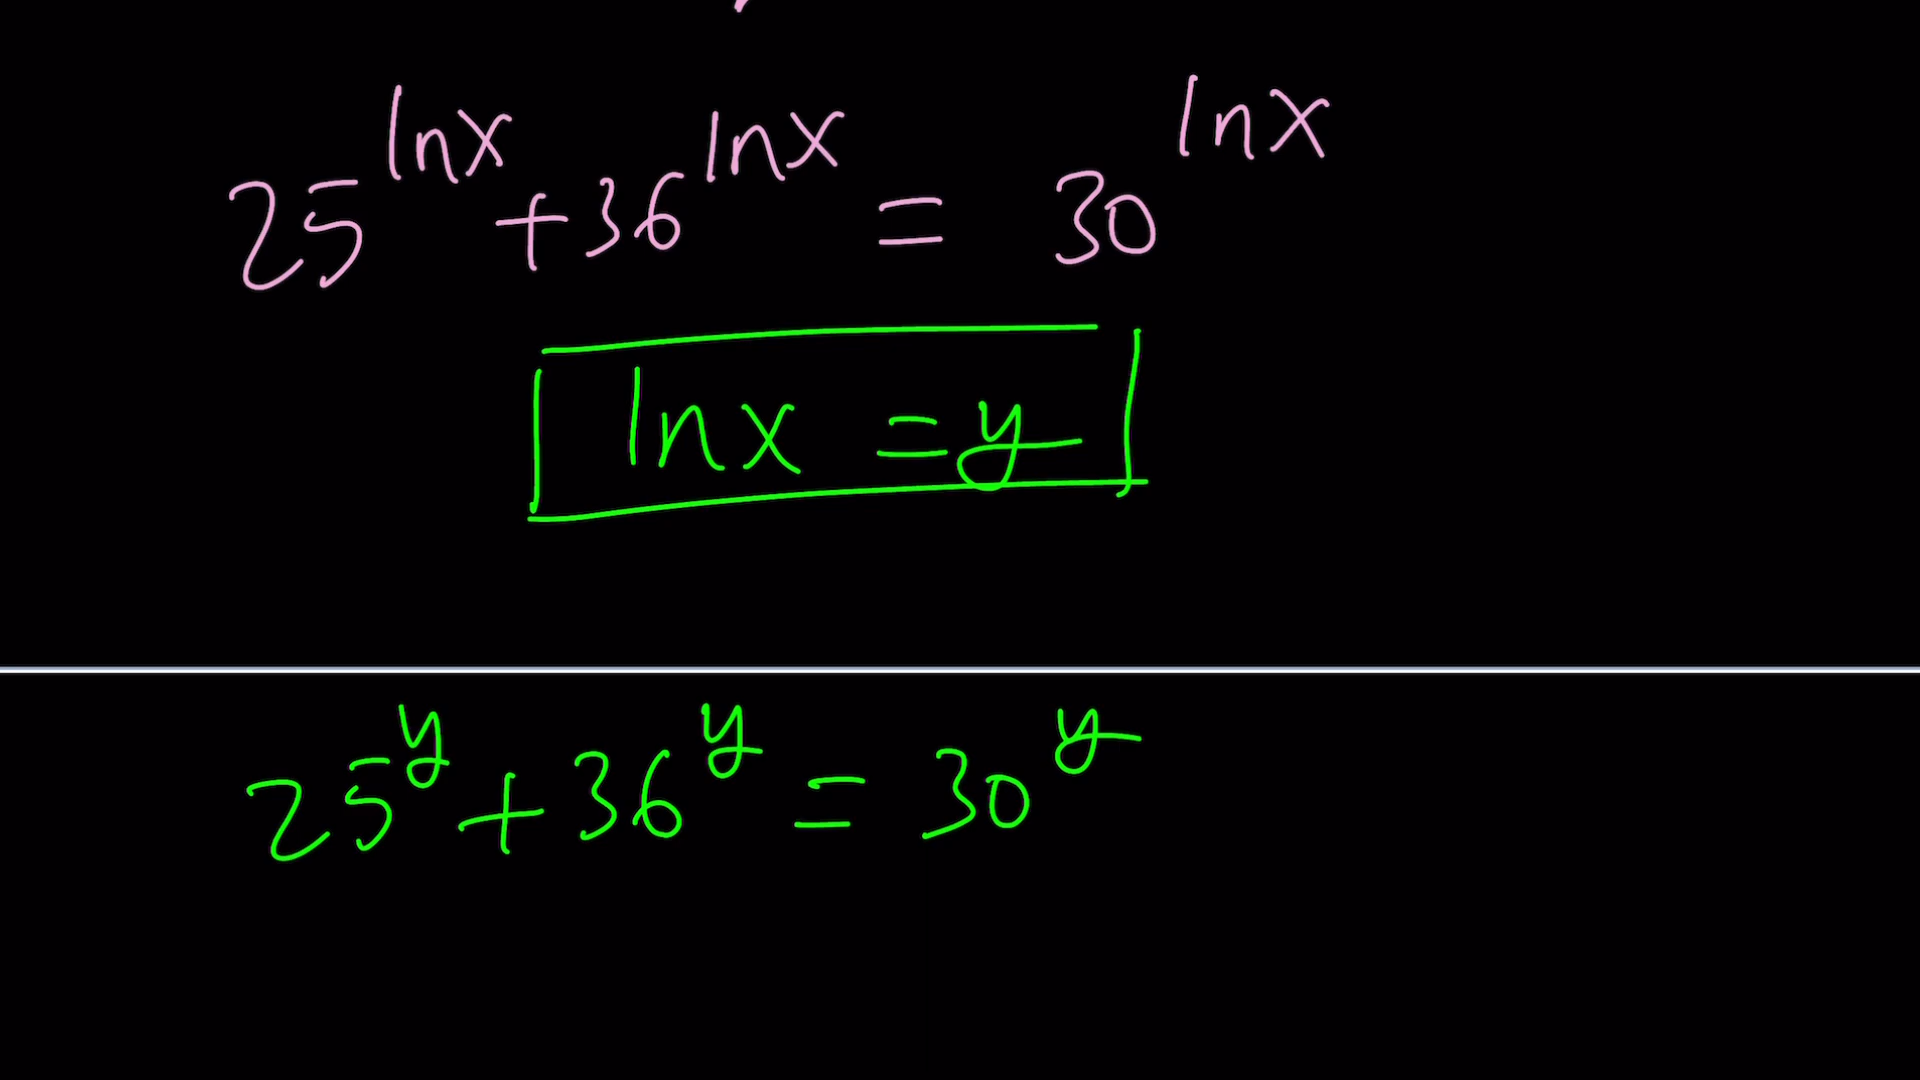 25^lnx + 36^lnx = 30^lnx
lnx = y
25^y + 36^y = 30^y